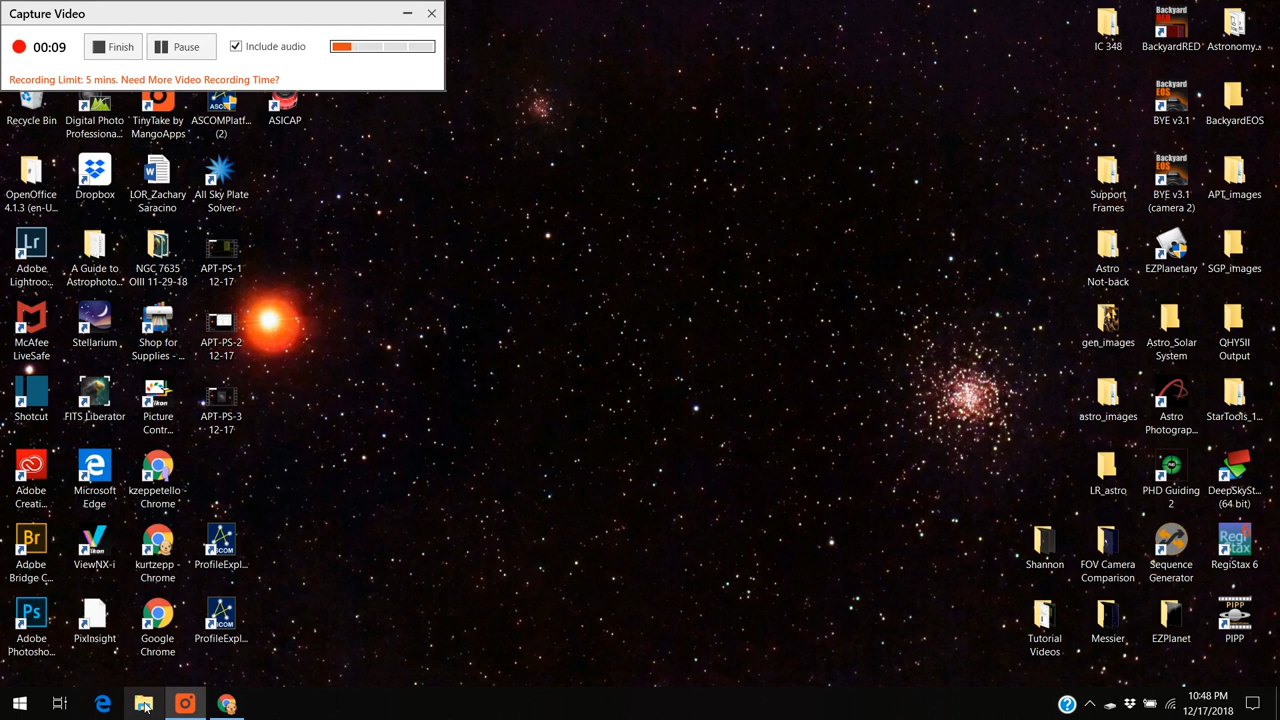 Capture Video
00:09
Finish
Pause
Include audio
Recording Limit: 5 mins. Need More Video Recording Time?
Recycle Bin
Digital Photo
Professiona...
TinyTake by
MangoApps
ASCOMPlatf...
(2)
ASICAP
OpenOffice
4.1.3 (en-U...
Dropbox
LOR_Zachary
Saracino
All Sky Plate
Solver
Adobe
Lightroo...
A Guide to
Astrophoto...
NGC 7635
OIII 11-29-18
APT-PS-1
12-17
McAfee
LiveSafe
Stellarium
Shop for
Supplies - ...
APT-PS-2
12-17
Shotcut
FITS Liberator
Picture
Contr...
APT-PS-3
12-17
Adobe
Creati...
Microsoft
Edge
kzeppetello -
Chrome
Adobe
Bridge C...
ViewNX-i
kurtzepp -
Chrome
ProfileExpl...
Adobe
Photosho...
PixInsight
Google
Chrome
ProfileExpl...
IC 348
BackyardRED
Astronomy...
BYE v3.1
BackyardEOS
Support
Frames
BYE v3.1
(camera 2)
APT_images
Astro
Not-back
EZPlanetary
SGP_images
gen_images
Astro_Solar
System
QHY5II
Output
astro_images
Astro
Photograp...
StarTools_1...
LR_astro
PHD Guiding
2
DeepSkySt...
(64 bit)
Shannon
FOV Camera
Comparison
Sequence
Generator
RegiStax 6
Tutorial
Videos
Messier
EZPlanet
PIPP
10:48 PM
12/17/2018